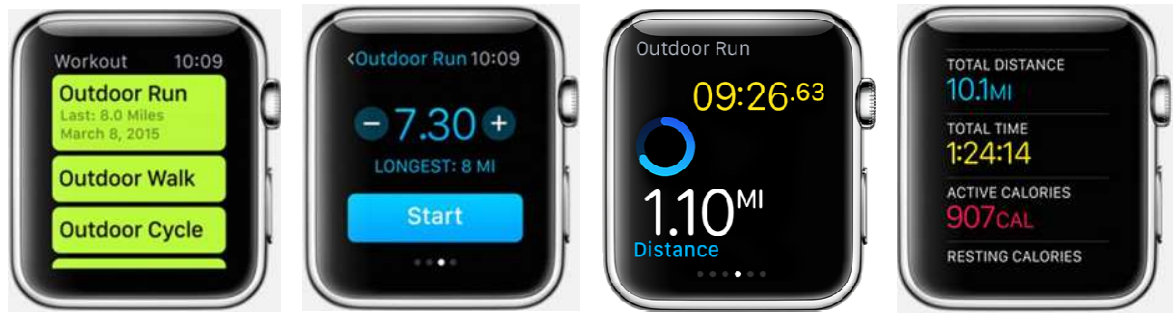 Workout 10:09
Outdoor Run
Last: 8.0 Miles
March 8, 2015
Outdoor Walk
Outdoor Cycle
<Outdoor Run 10:09
− 7.30 +
LONGEST: 8 MI
Start
Outdoor Run
09:26.63
1.10MI
Distance
TOTAL DISTANCE
10.1MI
TOTAL TIME
1:24:14
ACTIVE CALORIES
907CAL
RESTING CALORIES